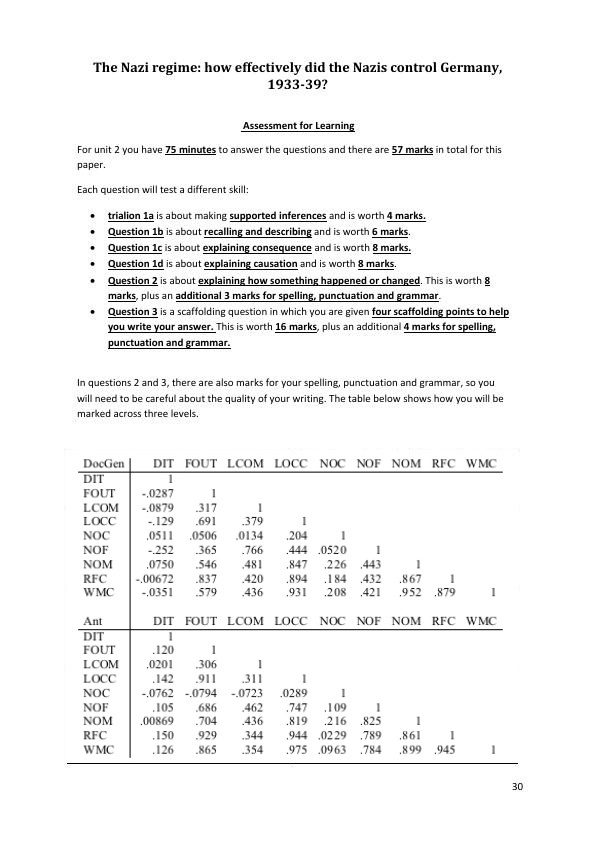 The Nazi regime: how effectively did the Nazis control Germany,
1933-39?
Assessment for Learning
For unit 2 you have 75 minutes to answer the questions and there are 57 marks in total for this
paper.
Each question will test a different skill:
• trialion 1a is about making supported inferences and is worth 4 marks.
• Question 1b is about recalling and describing and is worth 6 marks.
• Question 1c is about explaining consequence and is worth 8 marks.
• Question 1d is about explaining causation and is worth 8 marks.
• Question 2 is about explaining how something happened or changed. This is worth 8
marks, plus an additional 3 marks for spelling, punctuation and grammar.
• Question 3 is a scaffolding question in which you are given four scaffolding points to help
you write your answer. This is worth 16 marks, plus an additional 4 marks for spelling,
punctuation and grammar.
In questions 2 and 3, there are also marks for your spelling, punctuation and grammar, so you
will need to be careful about the quality of your writing. The table below shows how you will be
marked across three levels.
DocGen DIT FOUT LCOM LOCC NOC NOF NOM RFC WMC
DIT 1
FOUT -.0287 1
LCOM -.0879 .317 1
LOCC -.129 .691 .379 1
NOC .0511 .0506 .0134 .204 1
NOF -.252 .365 .766 .444 .0520 1
NOM .0750 .546 .481 .847 .226 .443 1
RFC -.00672 .837 .420 .894 .184 .432 .867 1
WMC -.0351 .579 .436 .931 .208 .421 .952 .879 1
Ant DIT FOUT LCOM LOCC NOC NOF NOM RFC WMC
DIT 1
FOUT .120 1
LCOM .0201 .306 1
LOCC .142 .911 .311 1
NOC -.0762 -.0794 -.0723 .0289 1
NOF .105 .686 .462 .747 .109 1
NOM .00869 .704 .436 .819 .216 .825 1
RFC .150 .929 .344 .944 .0229 .789 .861 1
WMC .126 .865 .354 .975 .0963 .784 .899 .945 1
30